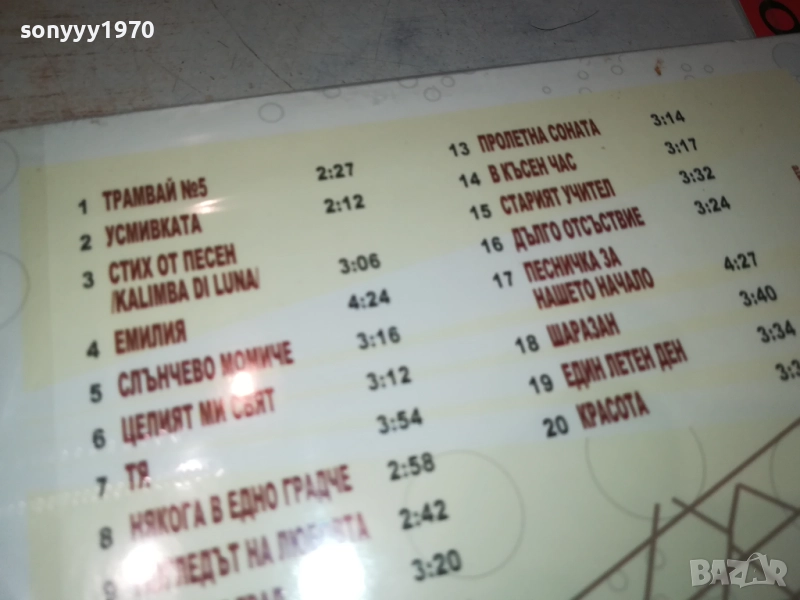 sonyyy1970
1 ТРАМВАЙ №5 2:27
2 УСМИВКАТА 2:12
3 СТИХ ОТ ПЕСЕН
/KALIMBA DI LUNA/ 3:06
4 ЕМИЛИЯ 4:24
5 СЛЪНЧЕВО МОМИЧЕ 3:16
6 ЦЕЛИЯТ МИ СВЯТ 3:12
7 ТЯ 3:54
8 НЯКОГА В ЕДНО ГРАДЧЕ 2:58
9 НА ЛЮБОВТА 2:42
3:20
13 ПРОЛЕТНА СОНАТА 3:14
14 В КЪСЕН ЧАС 3:17
15 СТАРИЯТ УЧИТЕЛ 3:32
16 ДЪЛГО ОТСЪСТВИЕ 3:24
17 ПЕСНИЧКА ЗА
НАШЕТО НАЧАЛО 4:27
18 ШАРАЗАН 3:40
19 ЕДИН ЛЕТЕН ДЕН 3:34
20 КРАСОТА
BAZAR